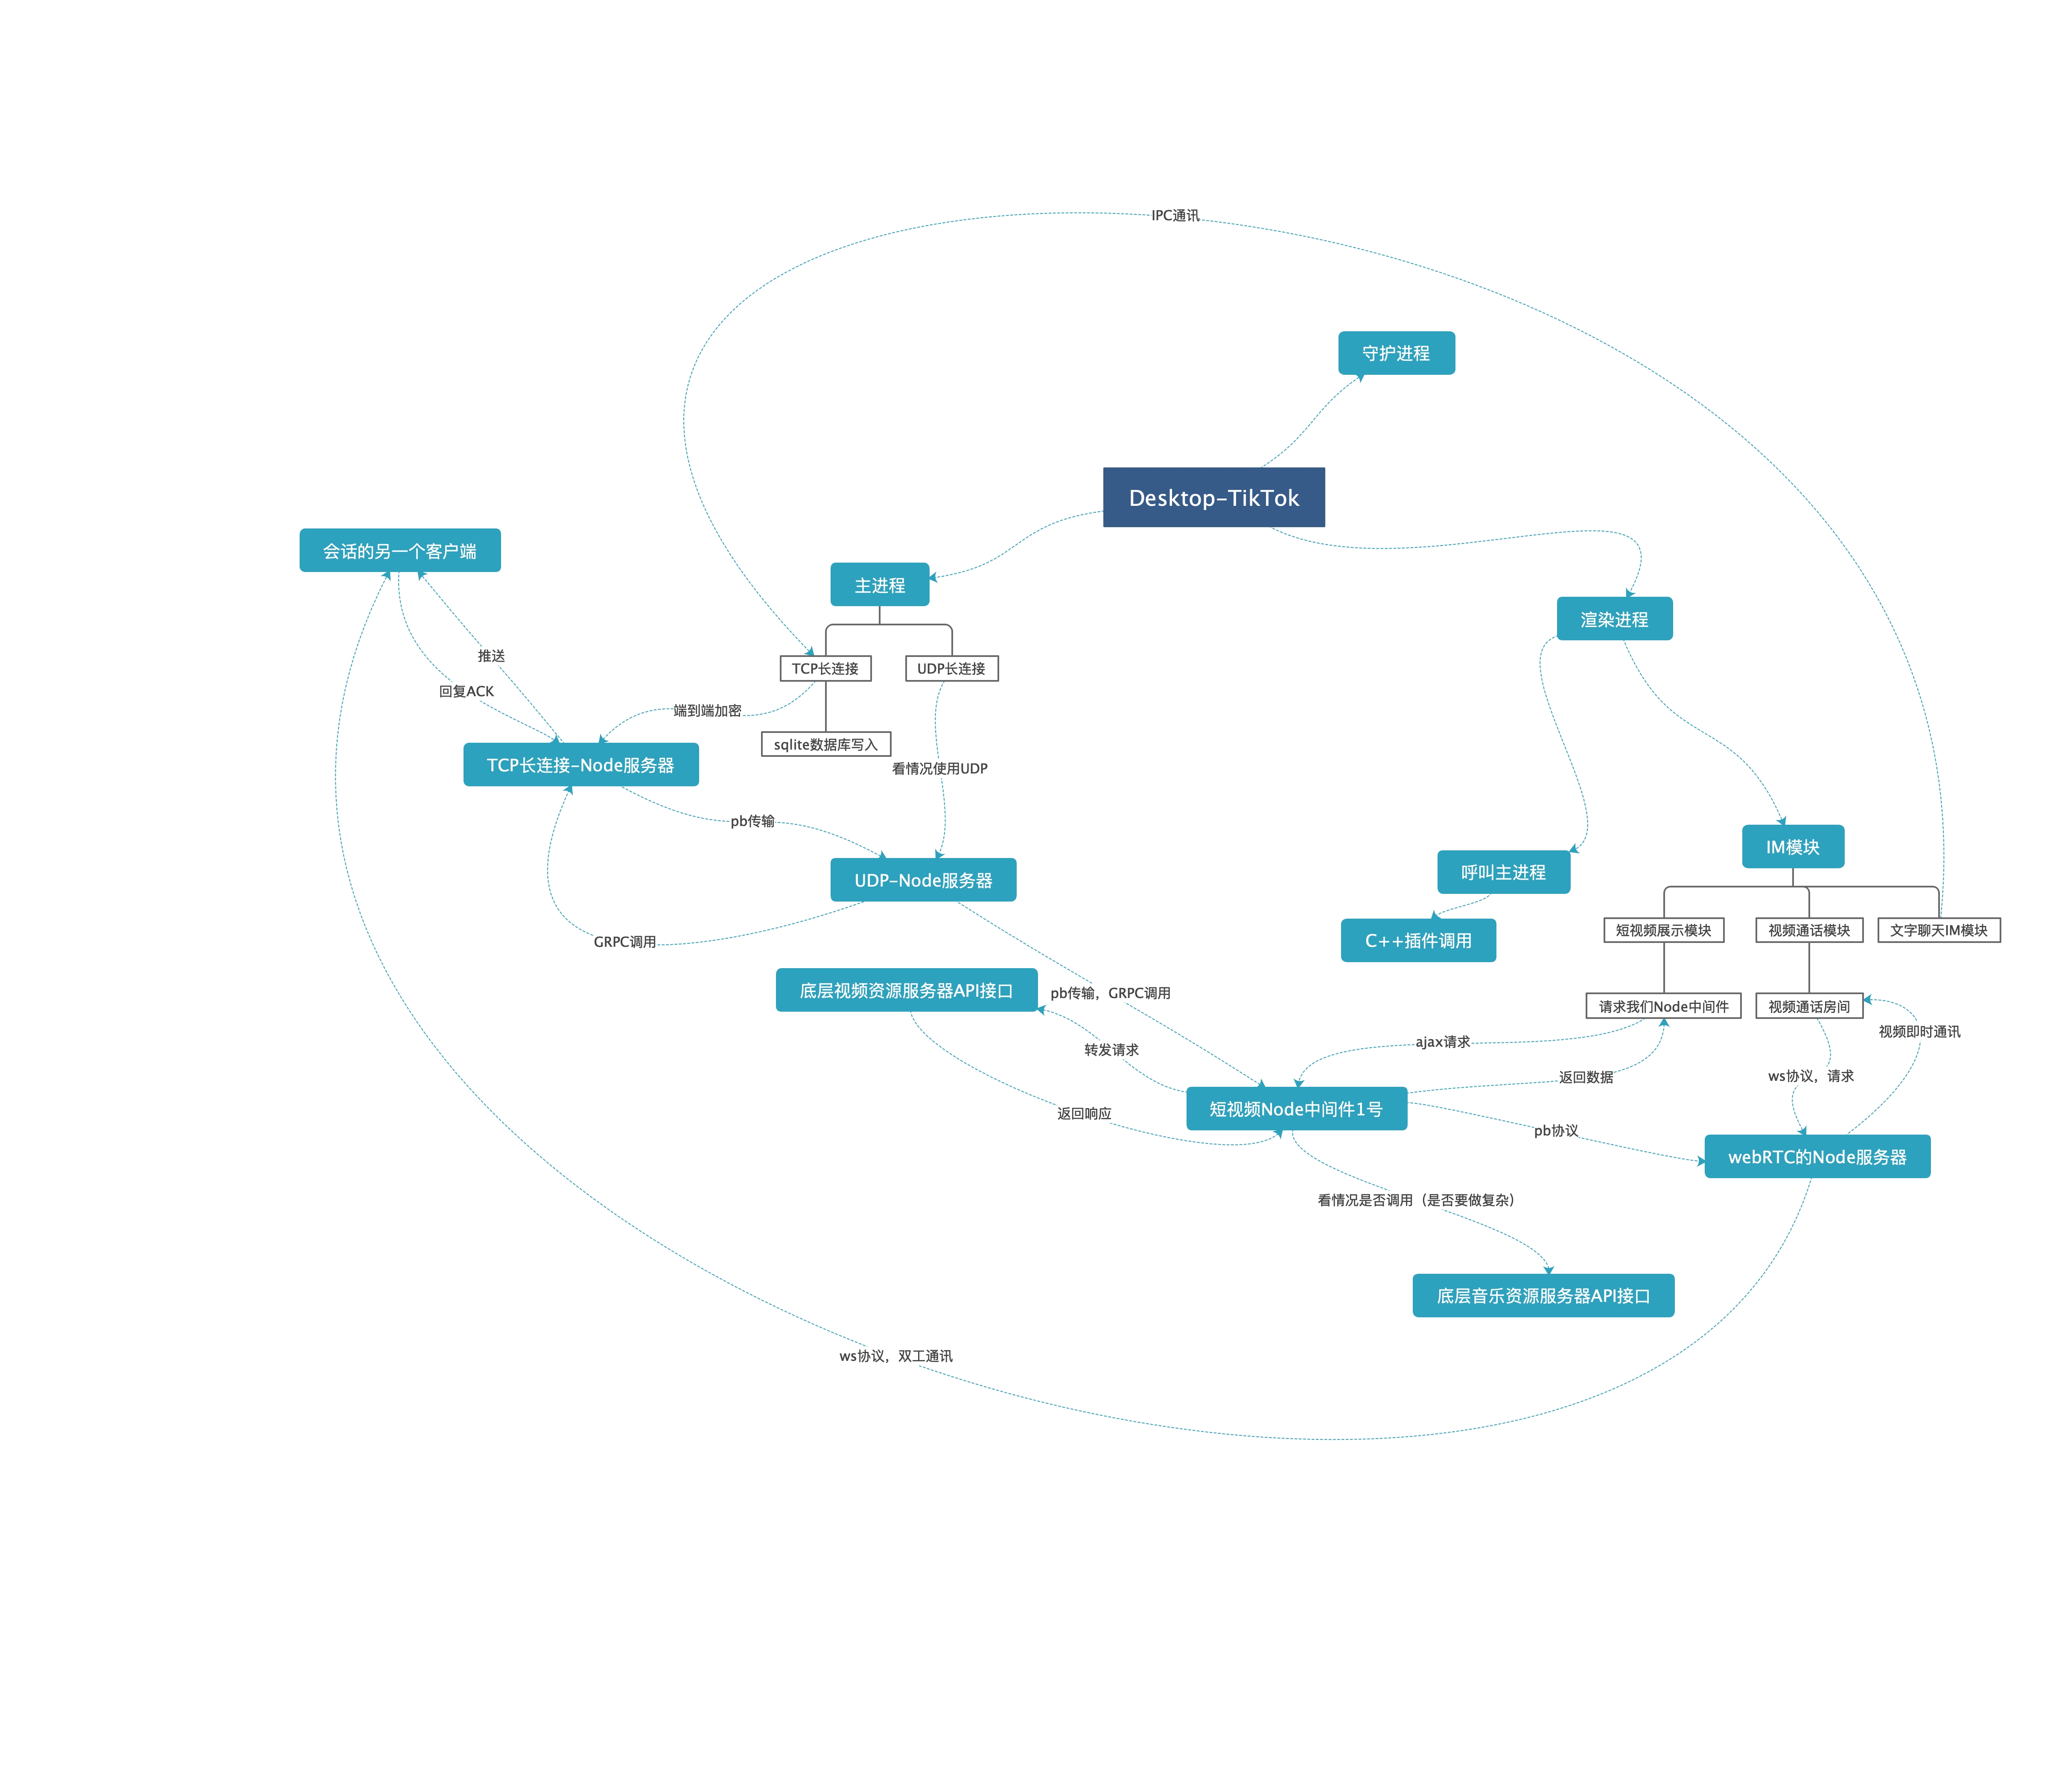 IPC通讯
守护进程
Desktop-TikTok
会话的另一个客户端
主进程
渲染进程
推送
TCP长连接
UDP长连接
回复ACK
端到端加密
sqlite数据库写入
TCP长连接-Node服务器
看情况使用UDP
pb传输
IM模块
呼叫主进程
UDP-Node服务器
短视频展示模块
视频通话模块
文字聊天IM模块
GRPC调用
C++插件调用
底层视频资源服务器API接口
pb传输，GRPC调用
请求我们Node中间件
视频通话房间
视频即时通讯
ajax请求
转发请求
返回数据
ws协议，请求
短视频Node中间件1号
返回响应
pb协议
webRTC的Node服务器
看情况是否调用（是否要做复杂）
底层音乐资源服务器API接口
ws协议，双工通讯